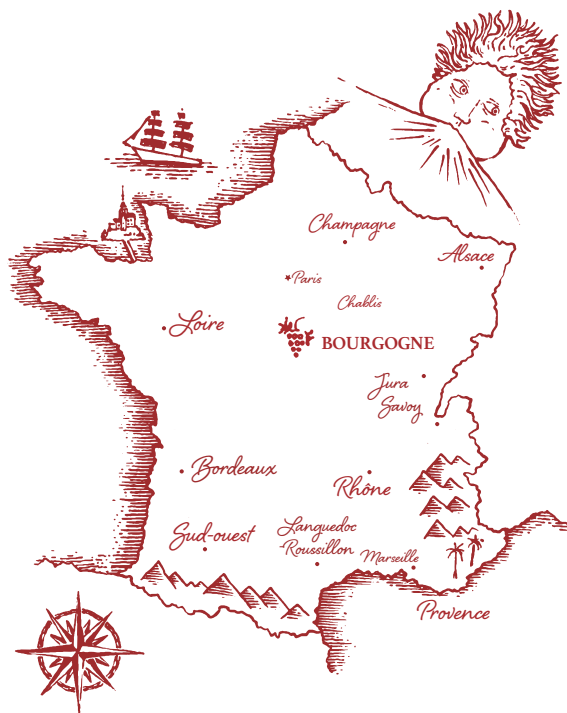 Champagne
Alsace
Paris
Chablis
Loire
BOURGOGNE
Jura
Savoy
Bordeaux
Rhône
Sud-ouest
Languedoc
-Roussillon
Marseille
Provence